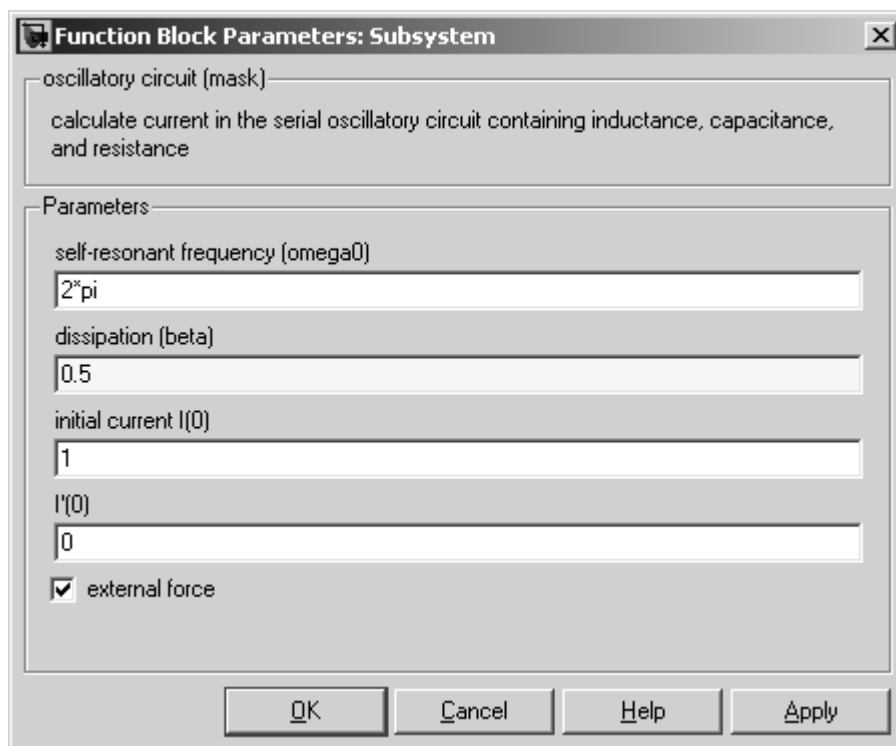 Function Block Parameters: Subsystem
oscillatory circuit (mask)
calculate current in the serial oscillatory circuit containing inductance, capacitance,
and resistance
Parameters
self-resonant frequency (omega0)
2*pi
dissipation (beta)
0.5
initial current I(0)
1
I'(0)
0
external force
OK Cancel Help Apply